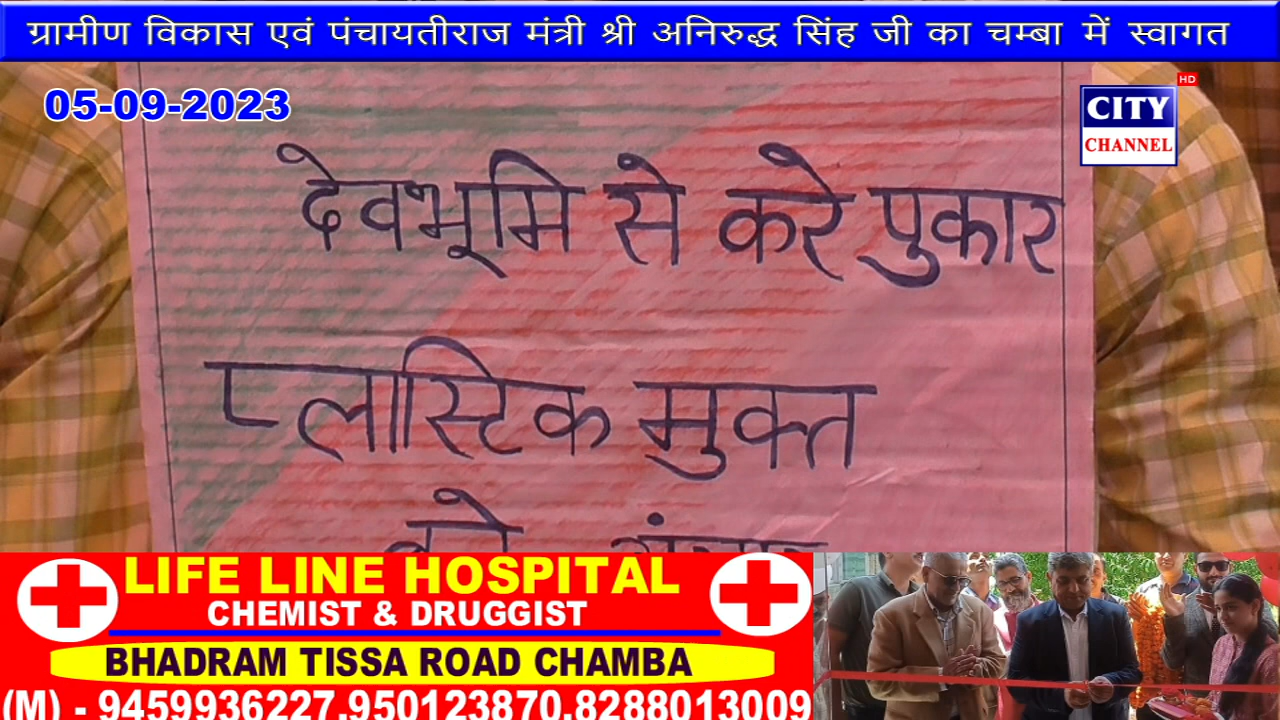 ग्रामीण विकास एवं पंचायतीराज मंत्री श्री अनिरुद्ध सिंह जी का चम्बा में स्वागत
05-09-2023
HD
CITY
CHANNEL
देवभूमि से करे पुकार
प्लास्टिक मुक्त
LIFE LINE HOSPITAL
CHEMIST & DRUGGIST
BHADRAM TISSA ROAD CHAMBA
(M) - 9459936227,950123870,8288013009